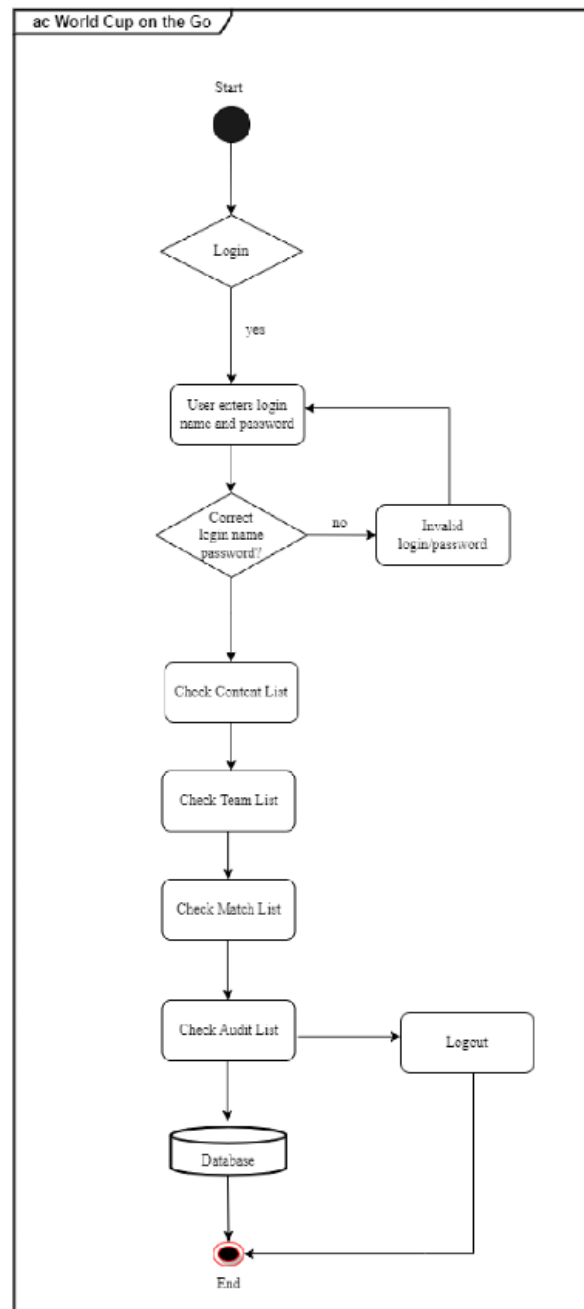 ac World Cup on the Go
Start
Login
yes
User enters login
name and password
Correct
login name
password?
no
Invalid
login/password
Check Content List
Check Team List
Check Match List
Check Audit List
Logout
Database
End